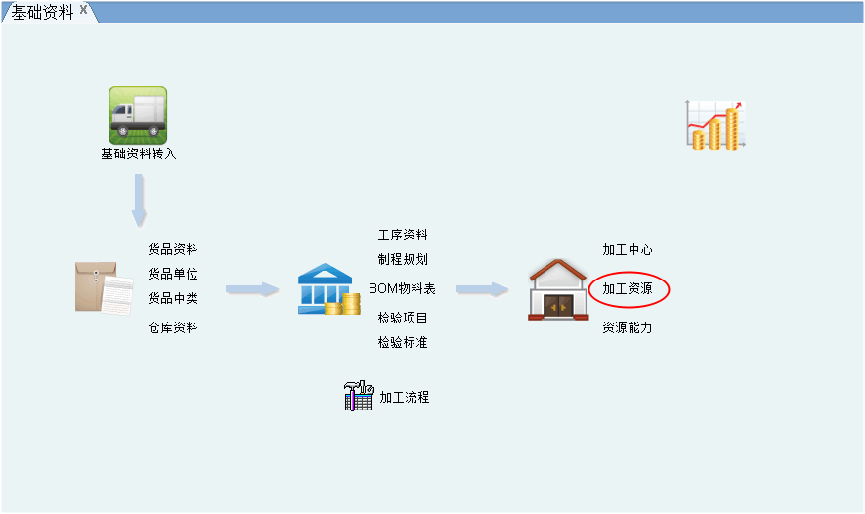 基础资料 X
基础资料转入
货品资料
货品单位
货品中类
仓库资料
工序资料
制程规划
BOM物料表
检验项目
检验标准
加工流程
加工中心
加工资源
资源能力